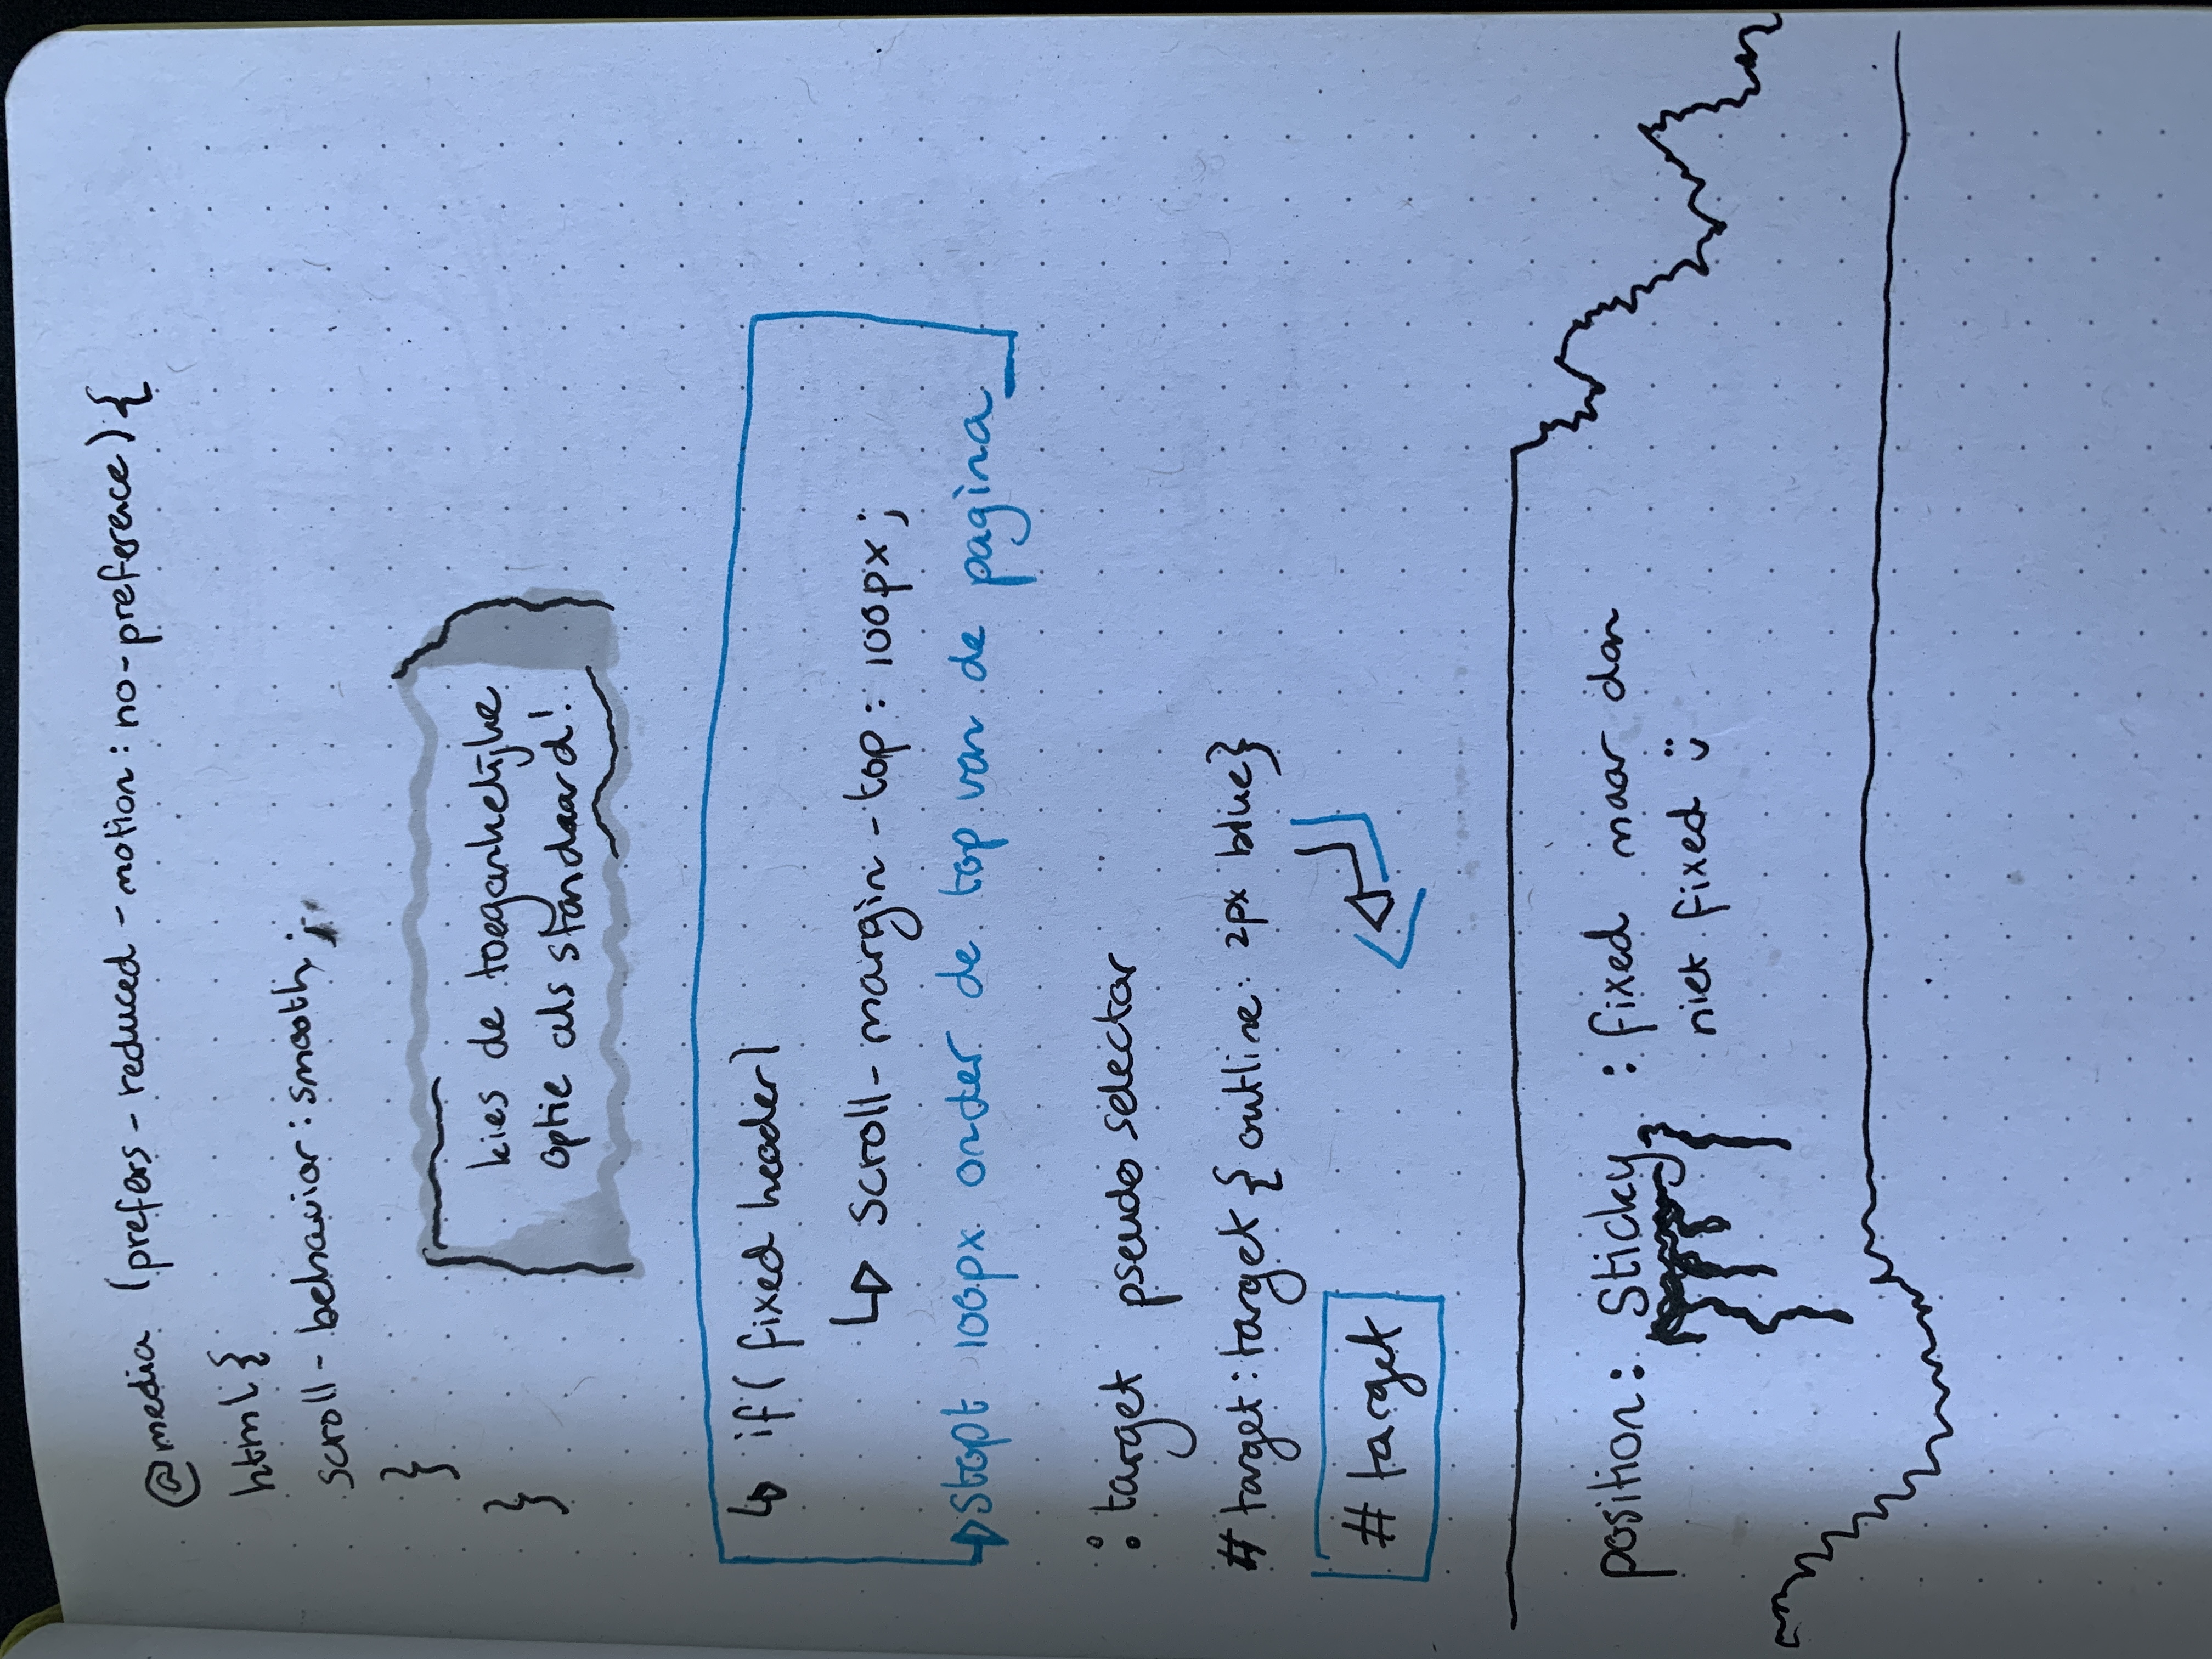 @media (prefers-reduced-motion: no-preference){
html{
scroll-behavior: smooth;
}
}
kies de toegankelijke
optie als standaard!
if( fixed header)
scroll-margin-top: 100px;
stopt 100px onder de top van de pagina
:target pseudo selector
#target:target { outline: 2px blue}
#target
position: Sticky : fixed maar dan
niet fixed ü